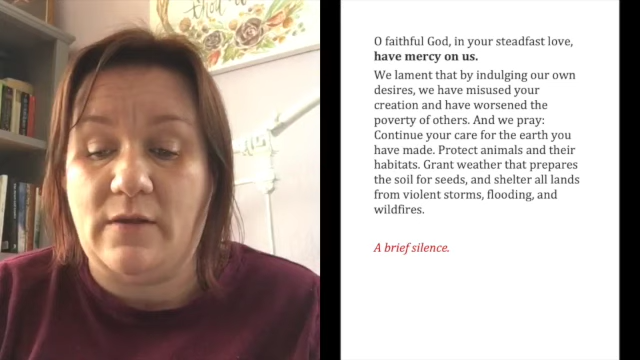 O faithful God, in your steadfast love,
have mercy on us.
We lament that by indulging our own
desires, we have misused your
creation and have worsened the
poverty of others. And we pray:
Continue your care for the earth you
have made. Protect animals and their
habitats. Grant weather that prepares
the soil for seeds, and shelter all lands
from violent storms, flooding, and
wildfires.
A brief silence.